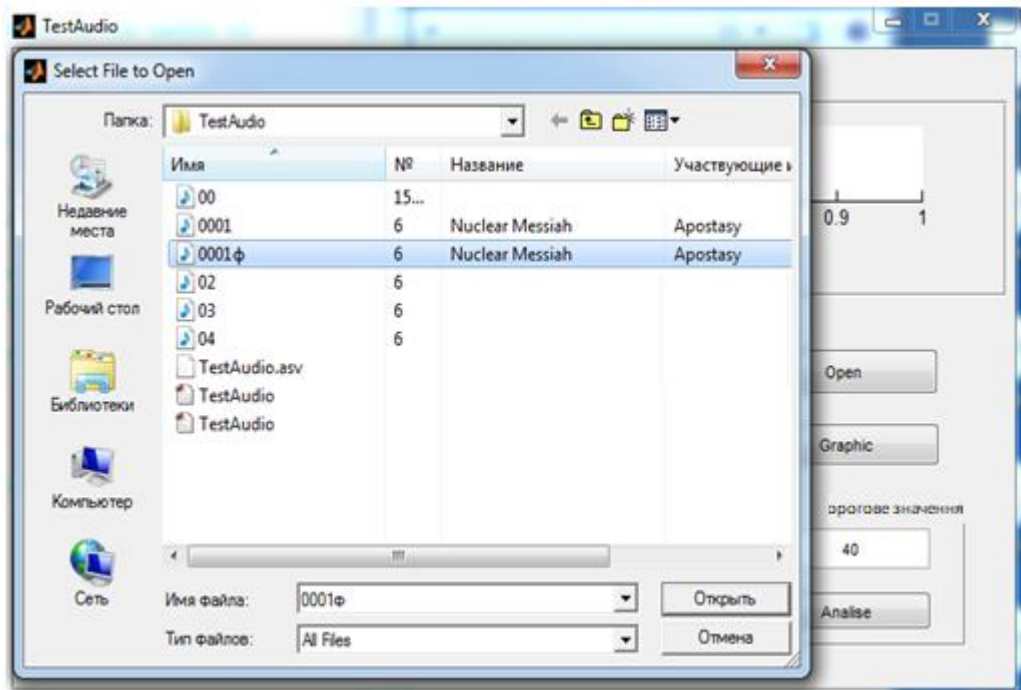 TestAudio
Select File to Open
Папка: TestAudio
Имя № Название Участвующие и
00 15...
0001 6 Nuclear Messiah Apostasy
0001ф 6 Nuclear Messiah Apostasy
02 6
03 6
04 6
TestAudio.asv
TestAudio
TestAudio
Недавние
места
Рабочий стол
Библиотеки
Компьютер
Сеть
Имя файла: 0001ф Открыть
Тип файлов: All Files Отмена
0.9 1
Open
Graphic
орогове значення
40
Analise